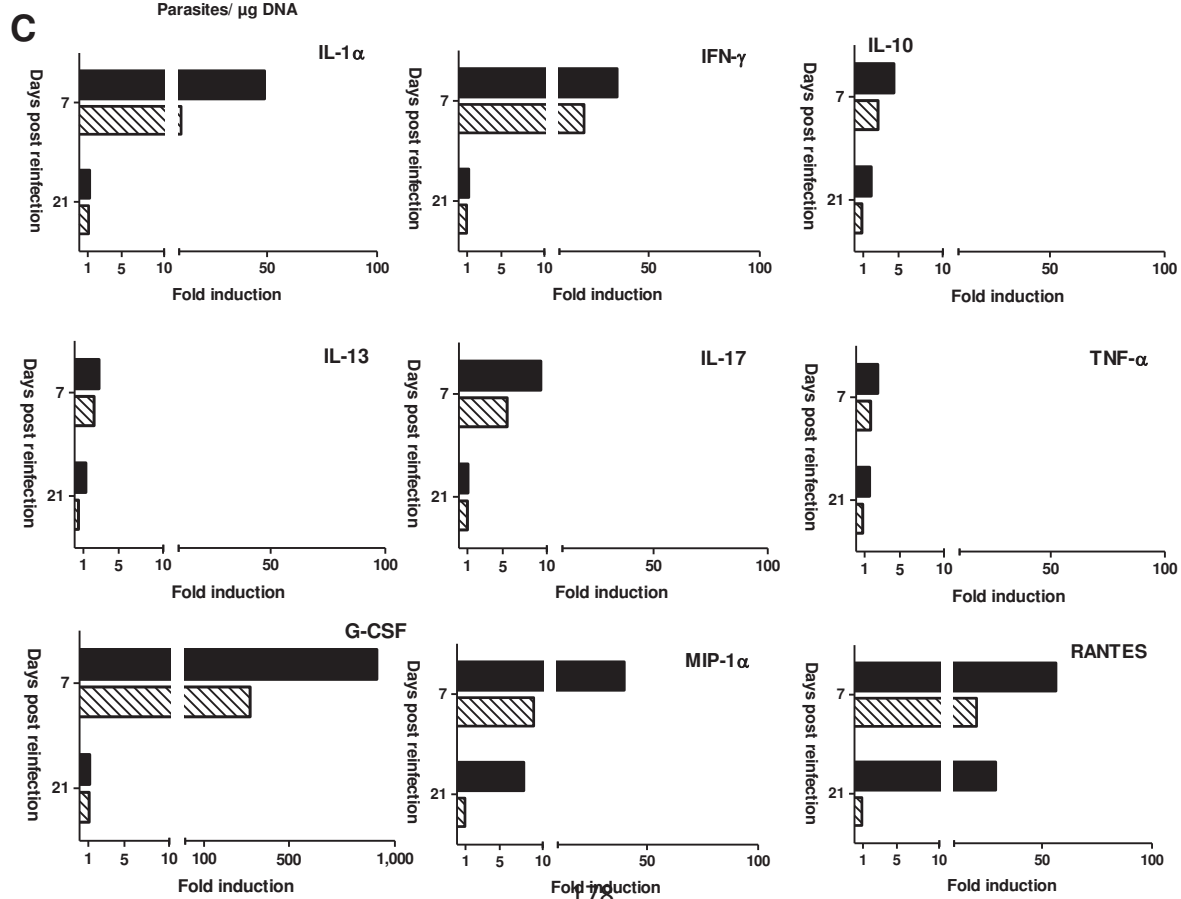 Parasites/ µg DNA
C
IL-1α
Days post reinfection
7
21
1 5 10 50 100
Fold induction
IFN-γ
Days post reinfection
7
21
1 5 10 50 100
Fold induction
IL-10
Days post reinfection
7
21
1 5 10 50 100
Fold induction
IL-13
Days post reinfection
7
21
1 5 10 50 100
Fold induction
IL-17
Days post reinfection
7
21
1 5 10 50 100
Fold induction
TNF-α
Days post reinfection
7
21
1 5 10 50 100
Fold induction
G-CSF
Days post reinfection
7
21
1 5 10 100 500 1,000
Fold induction
MIP-1α
Days post reinfection
7
21
1 5 10 50 100
Fold induction
178
RANTES
Days post reinfection
7
21
1 5 10 50 100
Fold induction